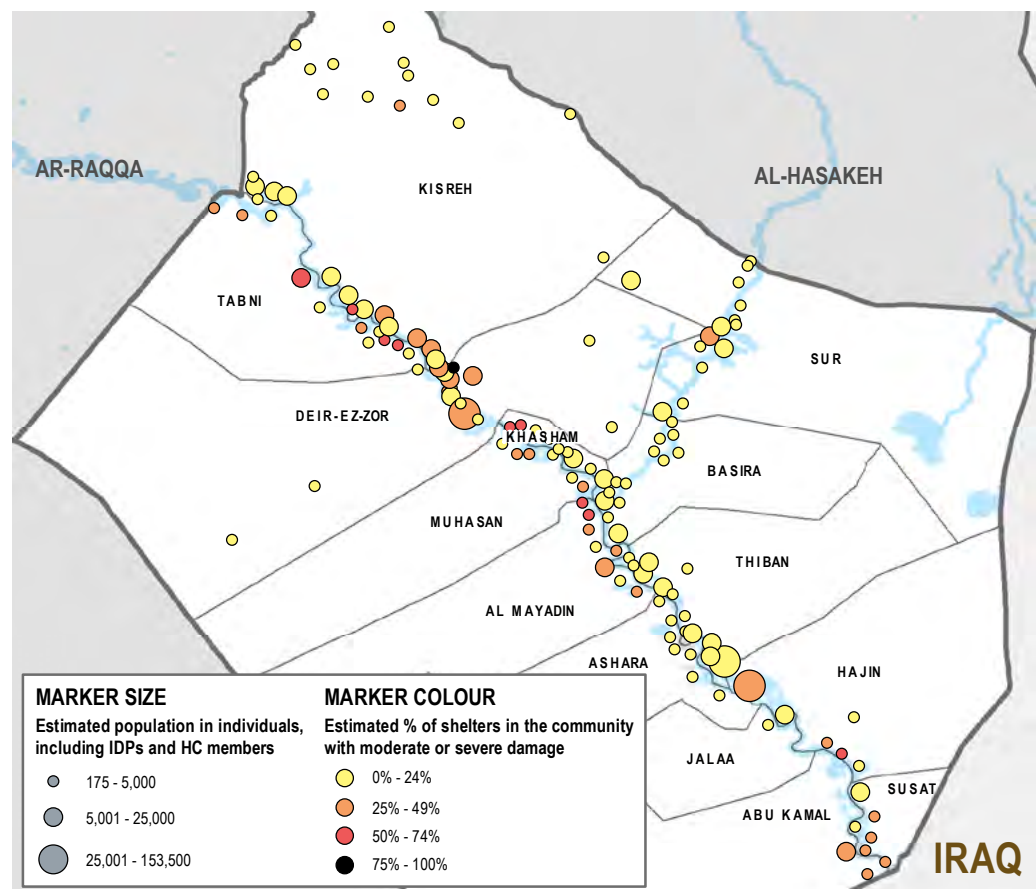 AR-RAQQA
KISREH
AL-HASAKEH
TABNI
SUR
DEIR-EZ-ZOR
KHASHAM
BASIRA
MUHASAN
THIBAN
AL MAYADIN
ASHARA
HAJIN
JALAA
SUSAT
ABU KAMAL
IRAQ
MARKER SIZE
Estimated population in individuals,
including IDPs and HC members
175 - 5,000
5,001 - 25,000
25,001 - 153,500
MARKER COLOUR
Estimated % of shelters in the community
with moderate or severe damage
0% - 24%
25% - 49%
50% - 74%
75% - 100%